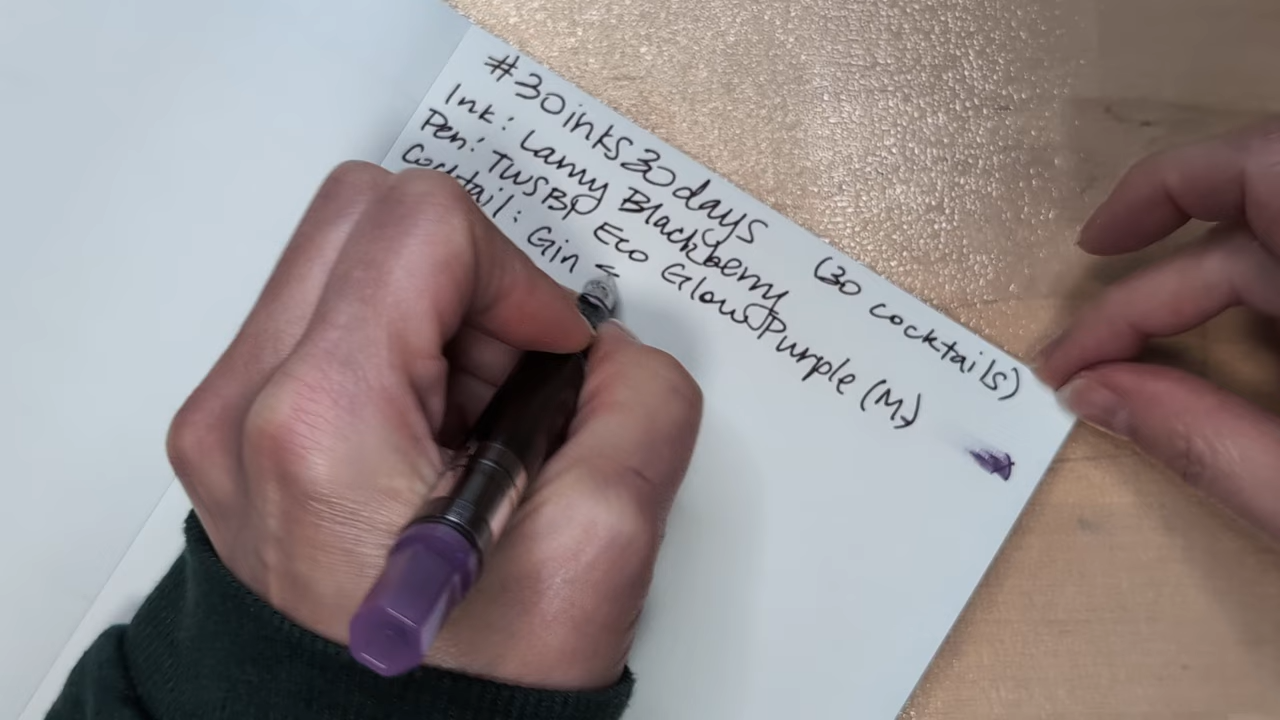 #30inks30days (30 cocktails)
Ink: Lamy Blackberry
Pen: TWSBI Eco Glow Purple (M)
Cocktail: Gin